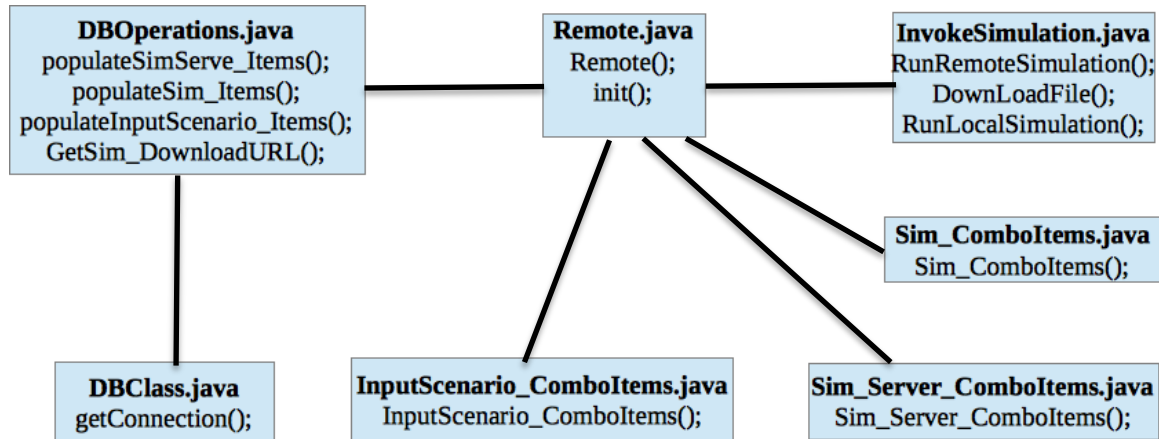 DBOperations.java
populateSimServe_Items();
populateSim_Items();
populateInputScenario_Items();
GetSim_DownloadURL();
Remote.java
Remote();
init();
InvokeSimulation.java
RunRemoteSimulation();
DownLoadFile();
RunLocalSimulation();
Sim_ComboItems.java
Sim_ComboItems();
DBClass.java
getConnection();
InputScenario_ComboItems.java
InputScenario_ComboItems();
Sim_Server_ComboItems.java
Sim_Server_ComboItems();